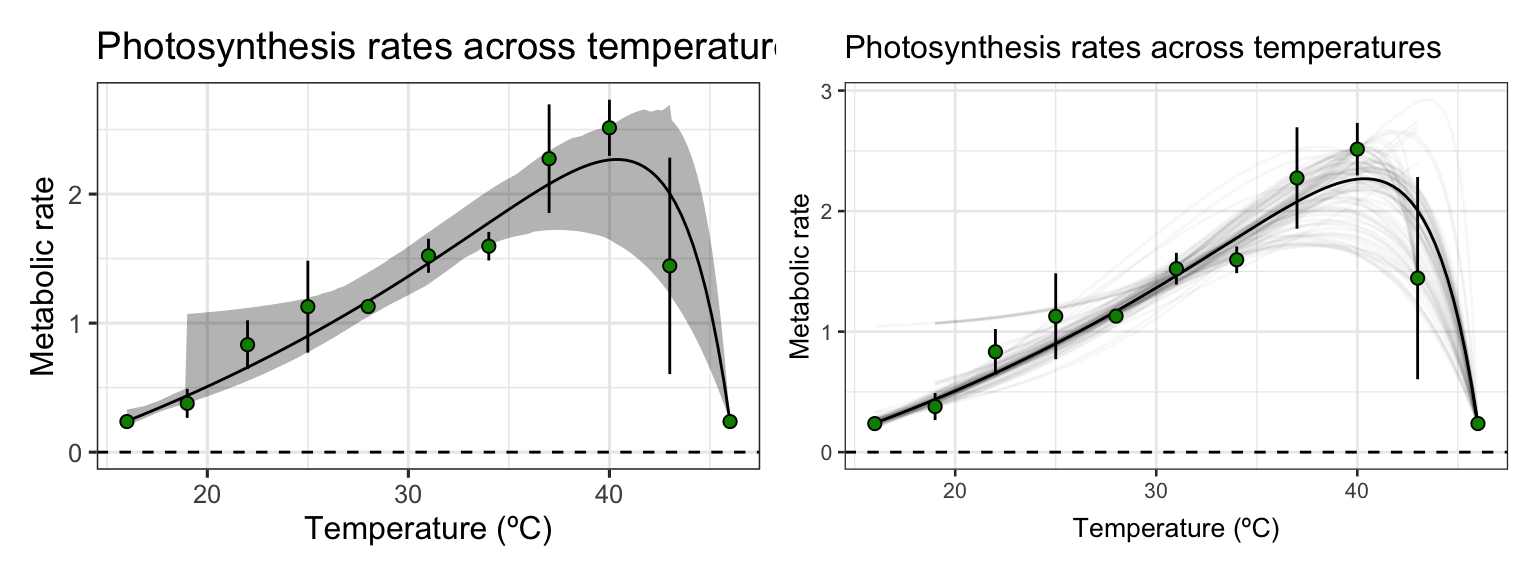 Photosynthesis rates across temperatur
Metabolic rate
2
1
0
20 30 40
Temperature (ºC)
Photosynthesis rates across temperatures
Metabolic rate
3
2
1
0
20 30 40
Temperature (ºC)